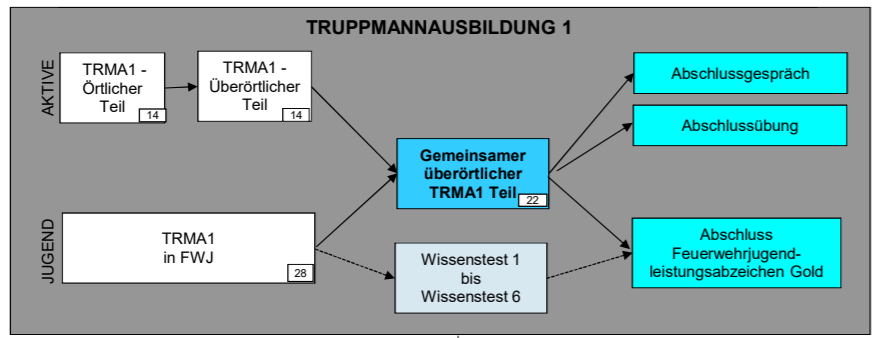 TRUPPMANNAUSBILDUNG 1
AKTIVE
TRMA1 -
Örtlicher
Teil
14
TRMA1 -
Überörtlicher
Teil
14
Gemeinsamer
überörtlicher
TRMA1 Teil
22
Abschlussgespräch
Abschlussübung
JUGEND
TRMA1
in FWJ
28
Wissenstest 1
bis
Wissenstest 6
Abschluss
Feuerwehrjugend-
leistungsabzeichen Gold